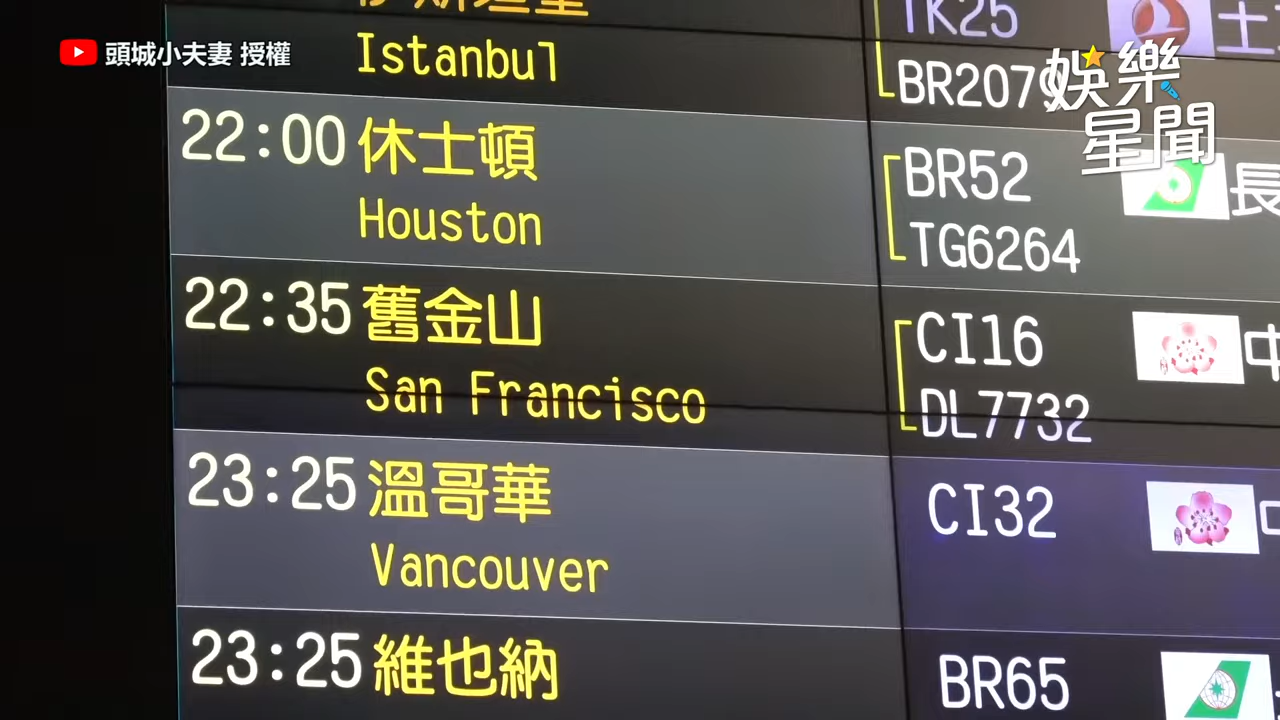 頭城小夫妻 授權
娛樂
星聞
Istanbul
TK25
土
BR2079
22:00 休士頓 BR52 長
Houston TG6264
22:35 舊金山 CI16
San Francisco DL7732
23:25 溫哥華 CI32
Vancouver
23:25 維也納 BR65